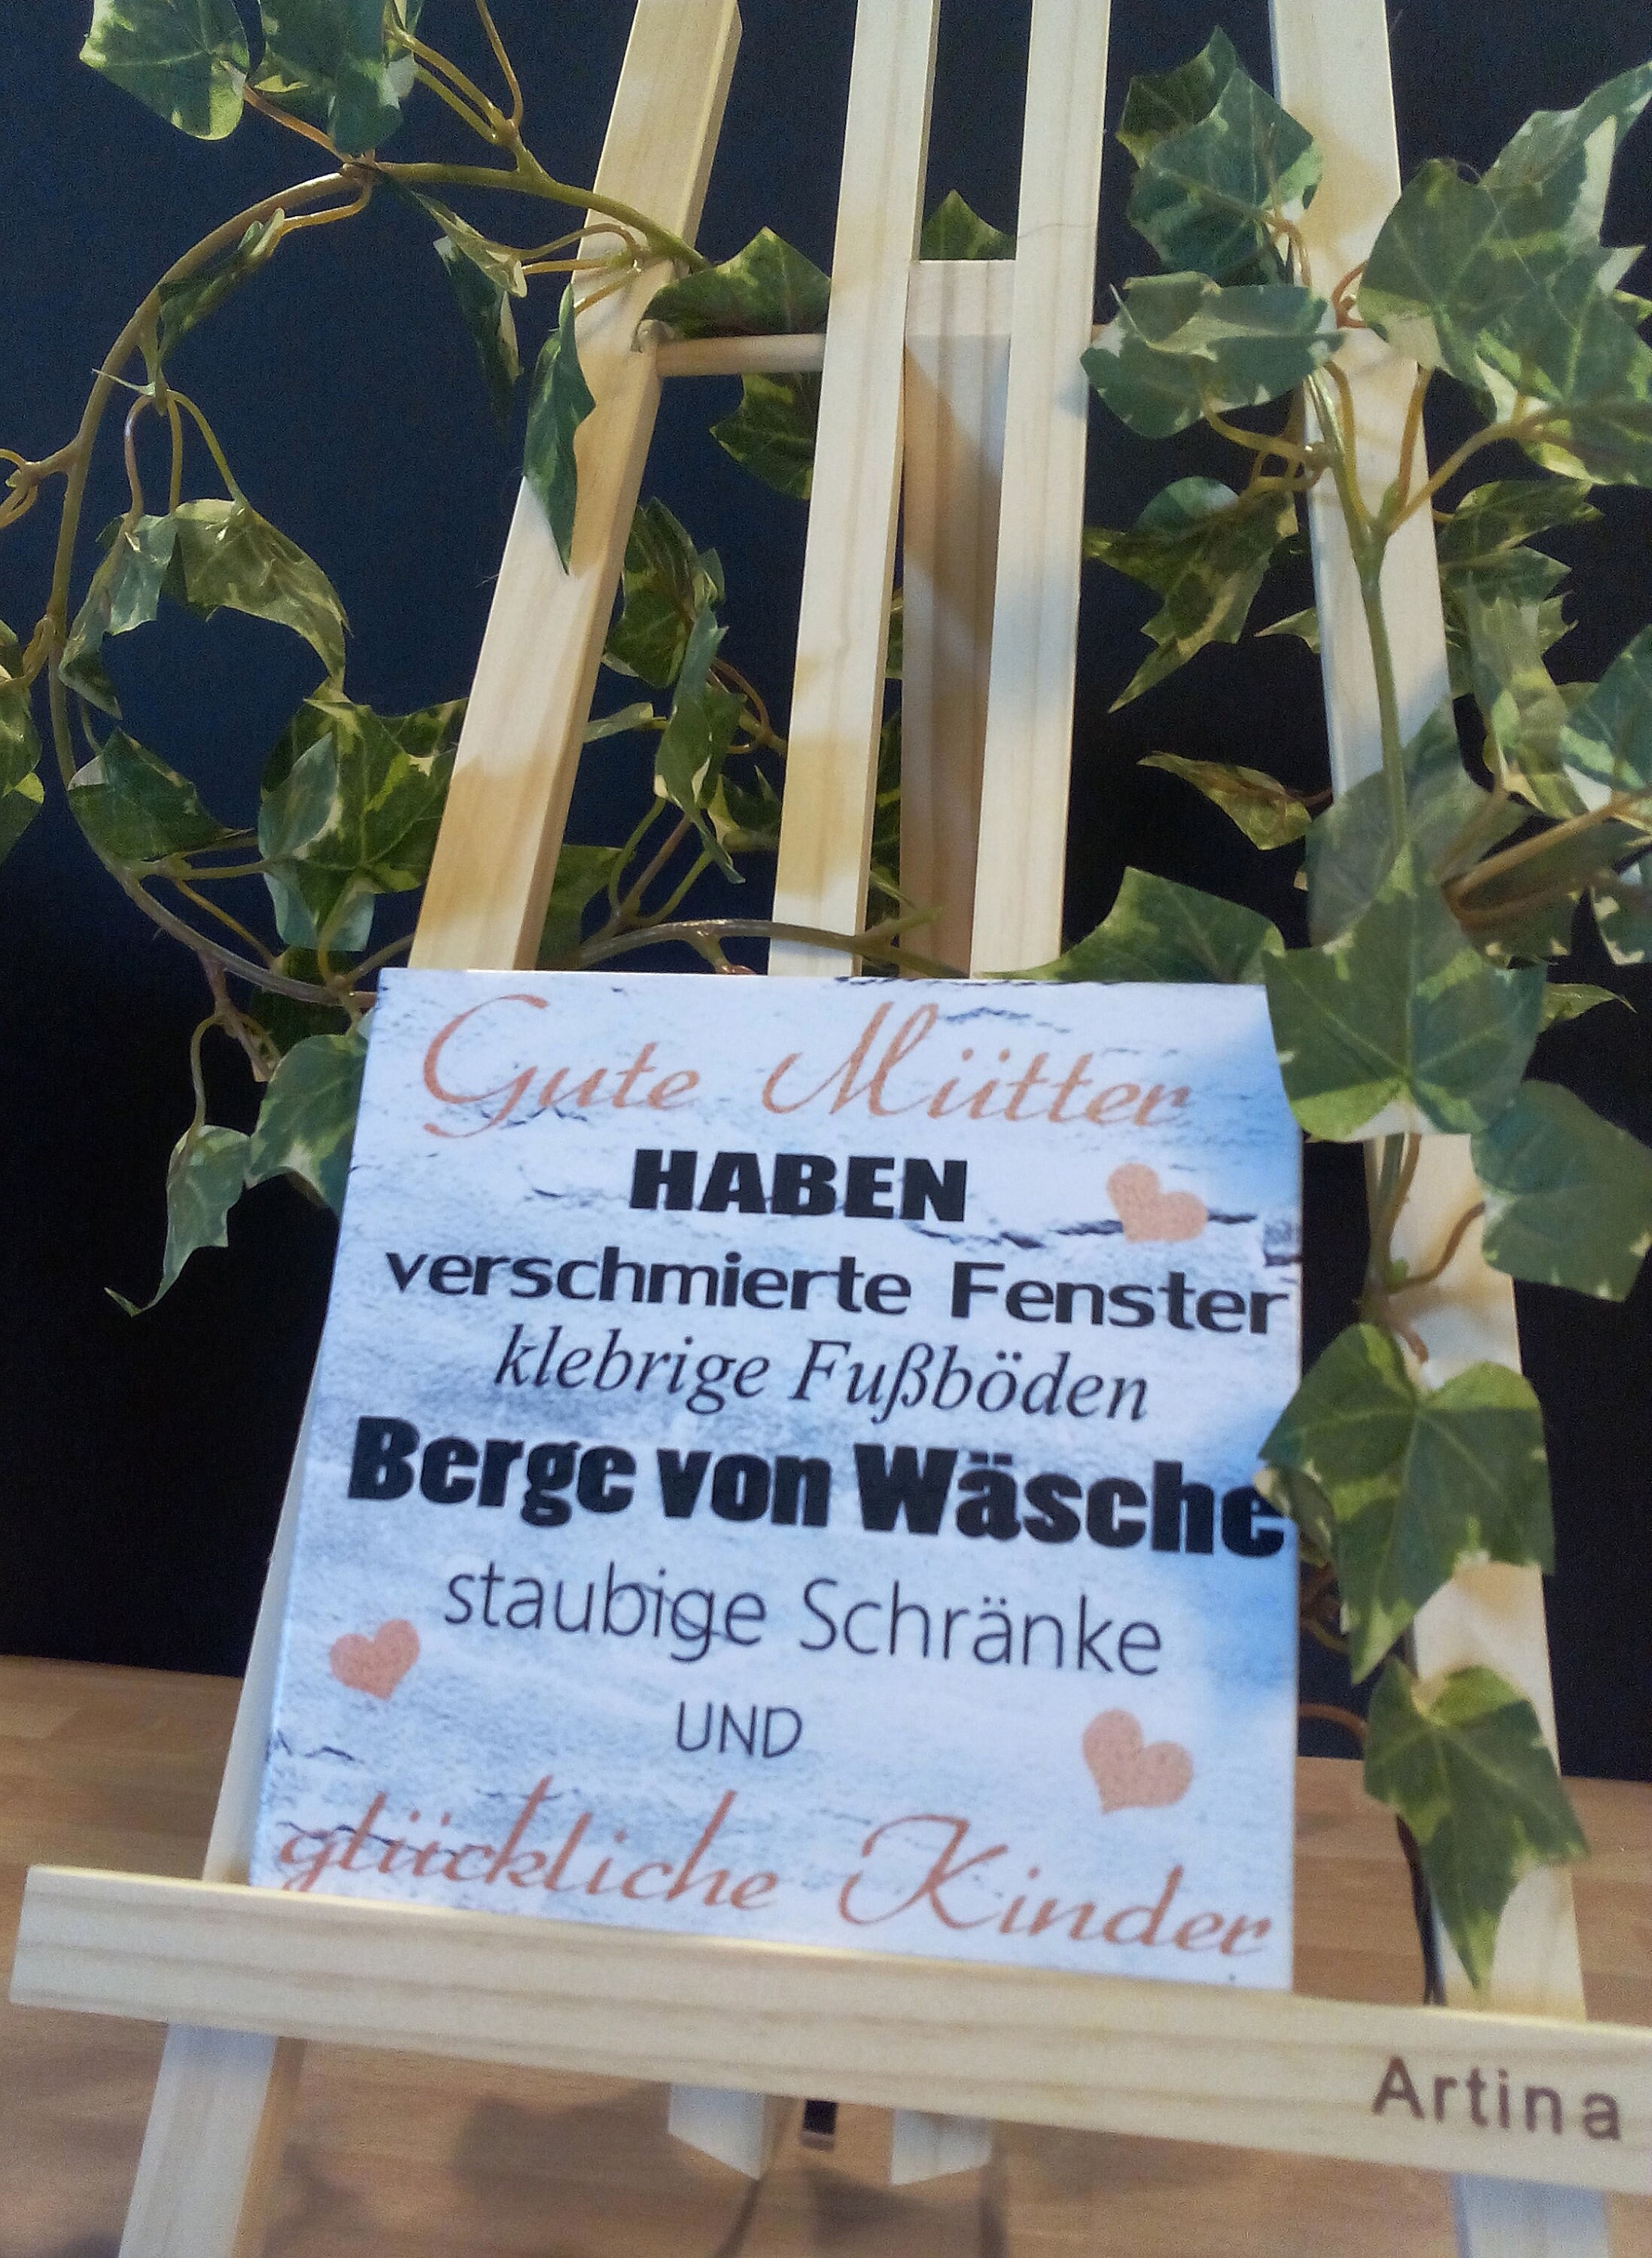 Gute Mütter
HABEN
verschmierte Fenster
klebrige Fußböden
Berge von Wäsche
staubige Schränke
UND
glückliche Kinder
Artina